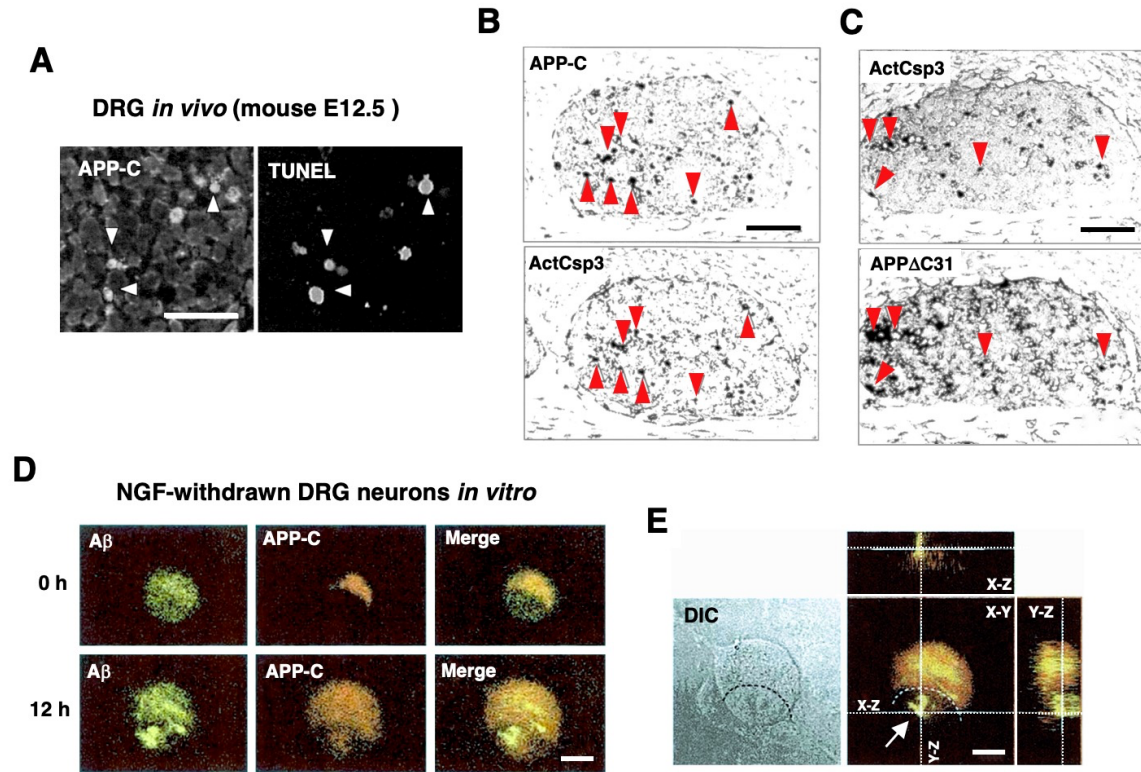 A
DRG in vivo (mouse E12.5 )
APP-C
TUNEL
B
APP-C
ActCsp3
C
ActCsp3
APPΔC31
D
NGF-withdrawn DRG neurons in vitro
0 h
Aβ
APP-C
Merge
12 h
Aβ
APP-C
Merge
E
DIC
X-Z
X-Y
Y-Z
X-Z
Y-Z